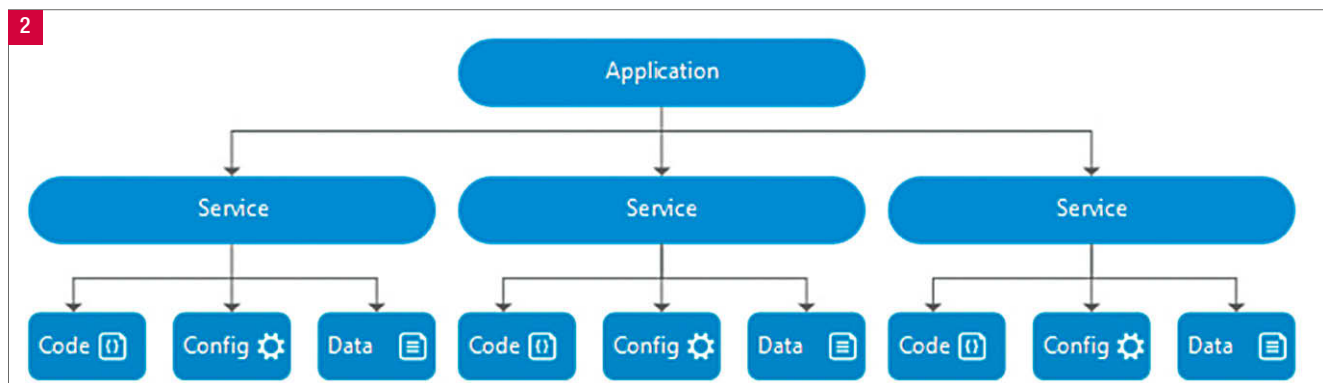 2
Application
Service
Service
Service
Code
Config
Data
Code
Config
Data
Code
Config
Data